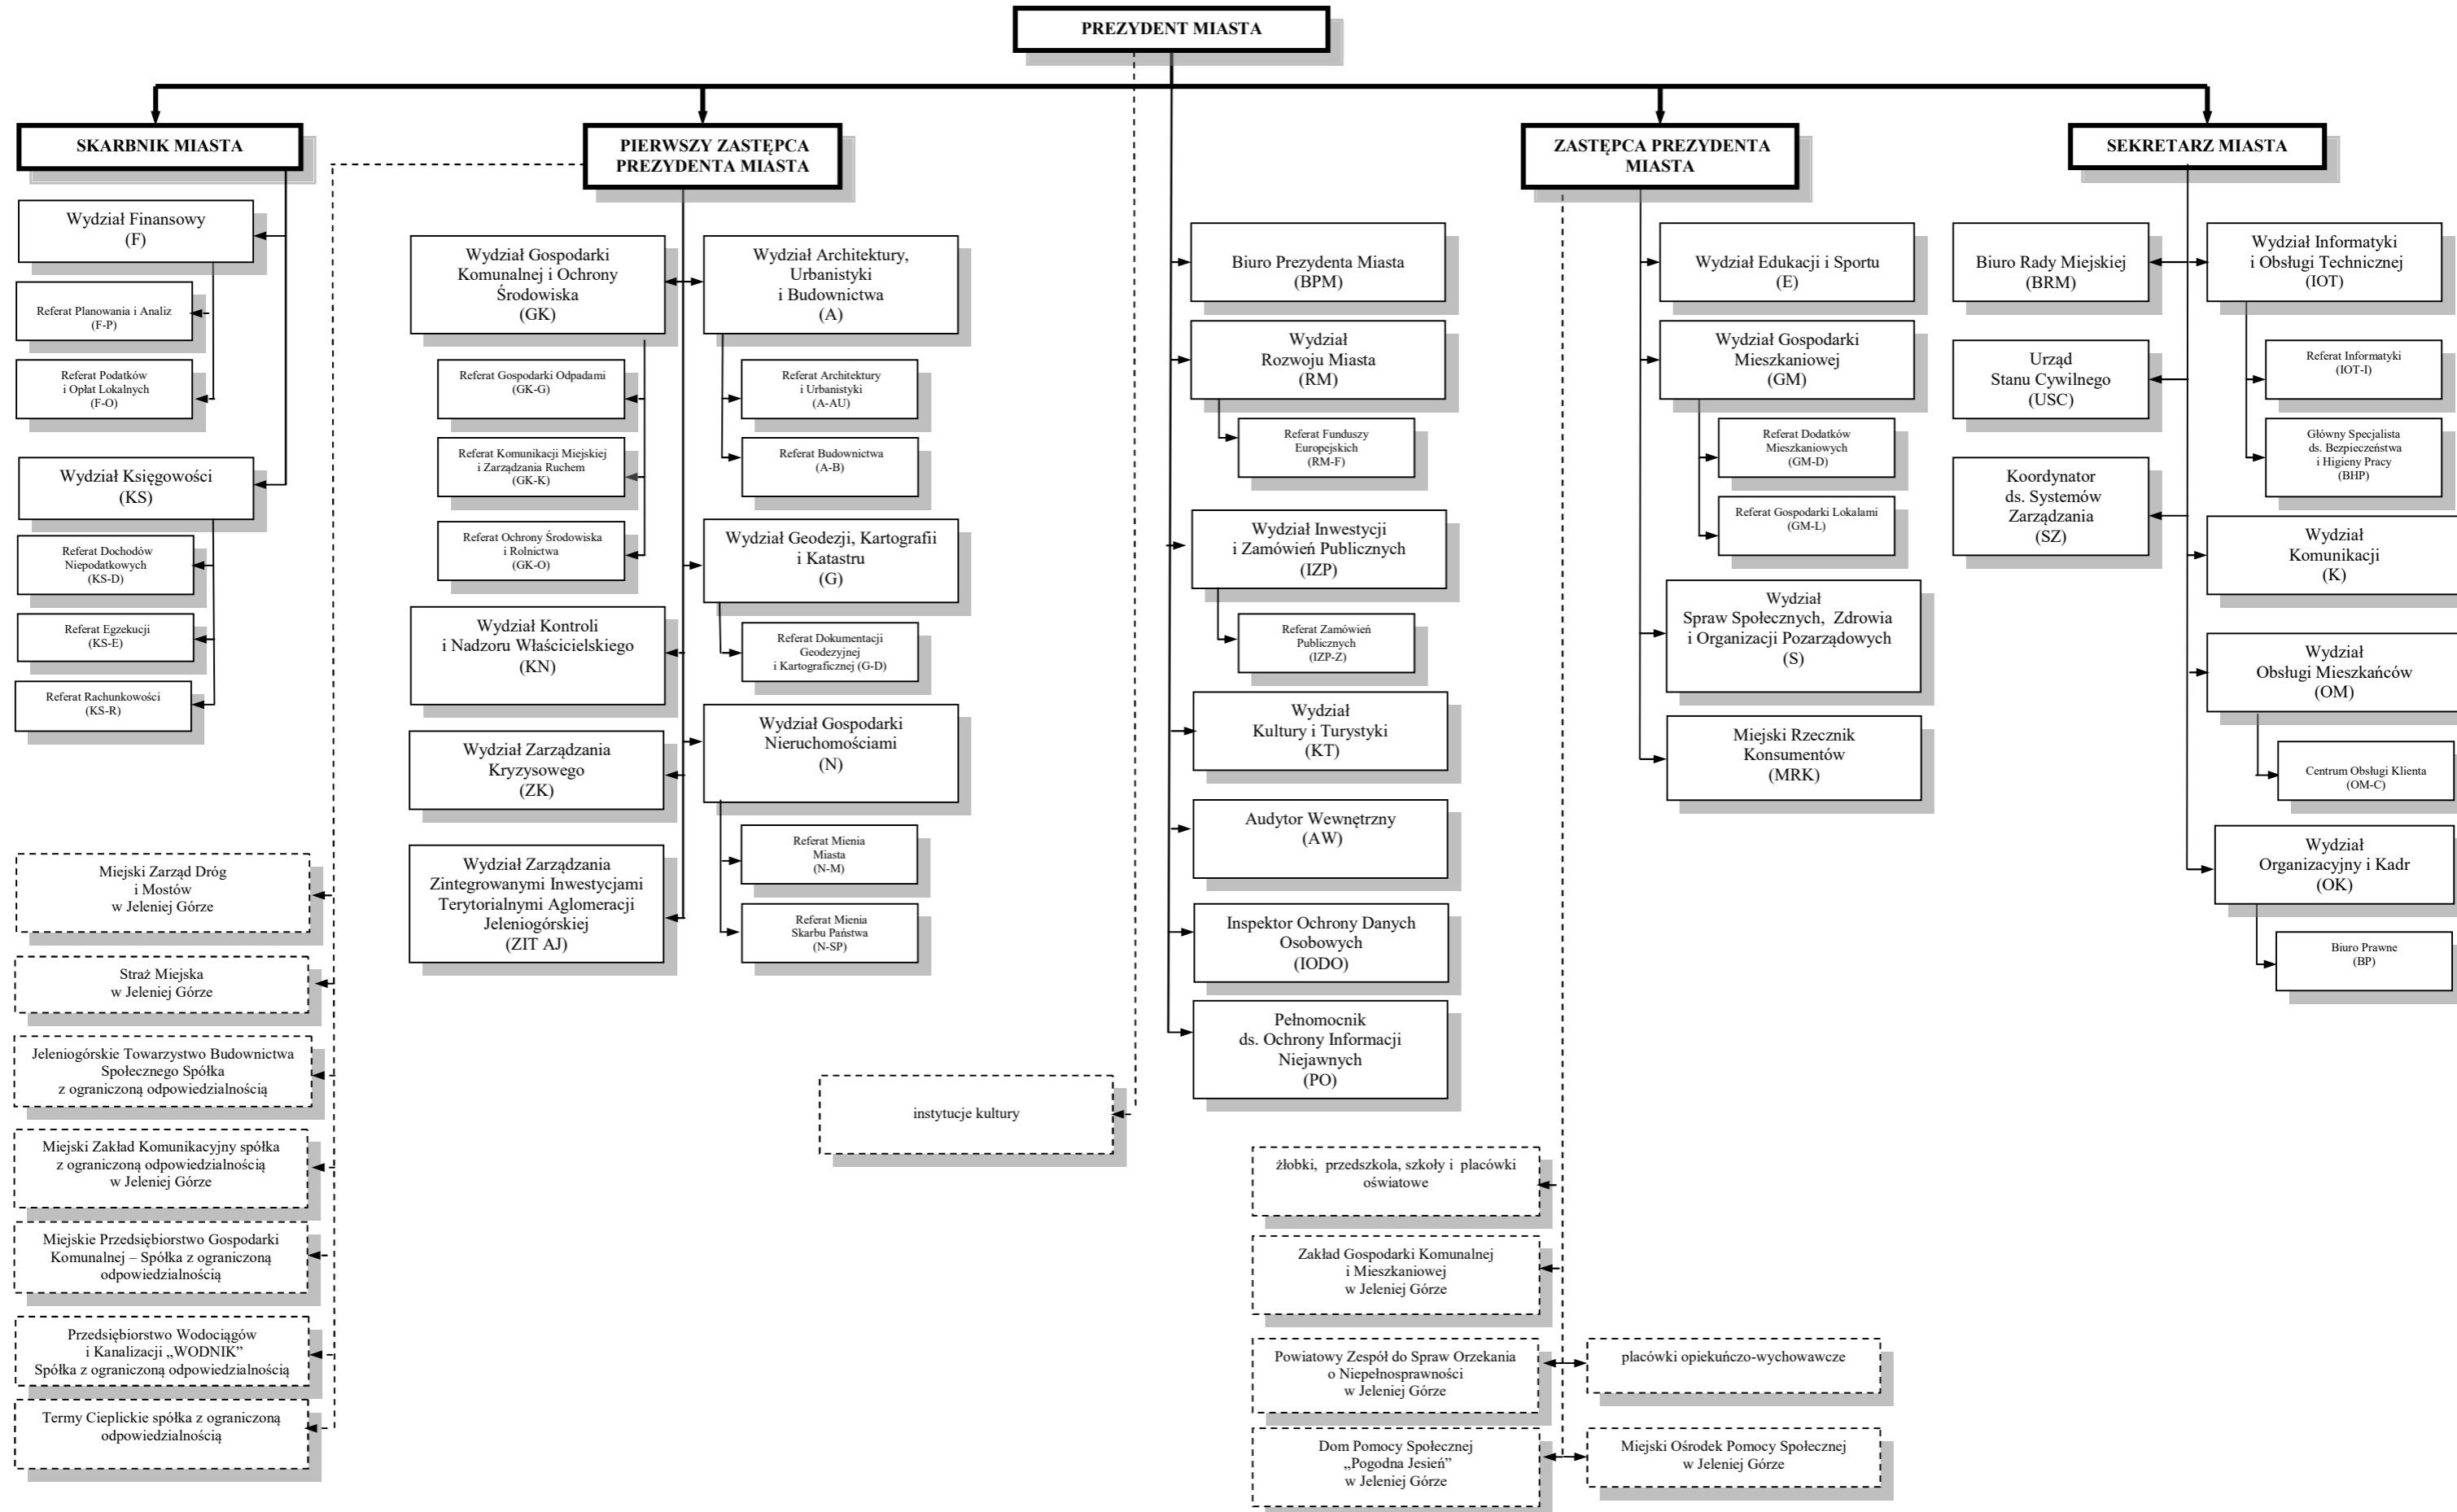 PREZYDENT MIASTA
SKARBNIK MIASTA
PIERWSZY ZASTĘPCA
PREZYDENTA MIASTA
ZASTĘPCA PREZYDENTA
MIASTA
SEKRETARZ MIASTA
Wydział Finansowy
(F)
Referat Planowania i Analiz
(F-P)
Referat Podatków
i Opłat Lokalnych
(F-O)
Wydział Księgowości
(KS)
Referat Dochodów
Niepodatkowych
(KS-D)
Referat Egzekucji
(KS-E)
Referat Rachunkowości
(KS-R)
Miejski Zarząd Dróg
i Mostów
w Jeleniej Górze
Straż Miejska
w Jeleniej Górze
Jeleniogórskie Towarzystwo Budownictwa
Społecznego Spółka
z ograniczoną odpowiedzialnością
Miejski Zakład Komunikacyjny spółka
z ograniczoną odpowiedzialnością
w Jeleniej Górze
Miejskie Przedsiębiorstwo Gospodarki
Komunalnej – Spółka z ograniczoną
odpowiedzialnością
Przedsiębiorstwo Wodociągów
i Kanalizacji „WODNIK”
Spółka z ograniczoną odpowiedzialnością
Termy Cieplickie spółka z ograniczoną
odpowiedzialnością
Wydział Gospodarki
Komunalnej i Ochrony
Środowiska
(GK)
Referat Gospodarki Odpadami
(GK-G)
Referat Komunikacji Miejskiej
i Zarządzania Ruchem
(GK-K)
Referat Ochrony Środowiska
i Rolnictwa
(GK-O)
Wydział Kontroli
i Nadzoru Właścicielskiego
(KN)
Wydział Zarządzania
Kryzysowego
(ZK)
Wydział Zarządzania
Zintegrowanymi Inwestycjami
Terytorialnymi Aglomeracji
Jeleniogórskiej
(ZIT AJ)
Wydział Architektury,
Urbanistyki
i Budownictwa
(A)
Referat Architektury
i Urbanistyki
(A-AU)
Referat Budownictwa
(A-B)
Wydział Geodezji, Kartografii
i Katastru
(G)
Referat Dokumentacji
Geodezyjnej
i Kartograficznej (G-D)
Wydział Gospodarki
Nieruchomościami
(N)
Referat Mienia
Miasta
(N-M)
Referat Mienia
Skarbu Państwa
(N-SP)
instytucje kultury
Biuro Prezydenta Miasta
(BPM)
Wydział
Rozwoju Miasta
(RM)
Referat Funduszy
Europejskich
(RM-F)
Wydział Inwestycji
i Zamówień Publicznych
(IZP)
Referat Zamówień
Publicznych
(IZP-Z)
Wydział
Kultury i Turystyki
(KT)
Audytor Wewnętrzny
(AW)
Inspektor Ochrony Danych
Osobowych
(IODO)
Pełnomocnik
ds. Ochrony Informacji
Niejawnych
(PO)
Wydział Edukacji i Sportu
(E)
Wydział Gospodarki
Mieszkaniowej
(GM)
Referat Dodatków
Mieszkaniowych
(GM-D)
Referat Gospodarki Lokalami
(GM-L)
Wydział
Spraw Społecznych, Zdrowia
i Organizacji Pozarządowych
(S)
Miejski Rzecznik
Konsumentów
(MRK)
żłobki, przedszkola, szkoły i placówki
oświatowe
Zakład Gospodarki Komunalnej
i Mieszkaniowej
w Jeleniej Górze
Powiatowy Zespół do Spraw Orzekania
o Niepełnosprawności
w Jeleniej Górze
placówki opiekuńczo-wychowawcze
Dom Pomocy Społecznej
„Pogodna Jesień”
w Jeleniej Górze
Miejski Ośrodek Pomocy Społecznej
w Jeleniej Górze
Biuro Rady Miejskiej
(BRM)
Urząd
Stanu Cywilnego
(USC)
Koordynator
ds. Systemów
Zarządzania
(SZ)
Wydział Informatyki
i Obsługi Technicznej
(IOT)
Referat Informatyki
(IOT-I)
Główny Specjalista
ds. Bezpieczeństwa
i Higieny Pracy
(BHP)
Wydział
Komunikacji
(K)
Wydział
Obsługi Mieszkańców
(OM)
Centrum Obsługi Klienta
(OM-C)
Wydział
Organizacyjny i Kadr
(OK)
Biuro Prawne
(BP)